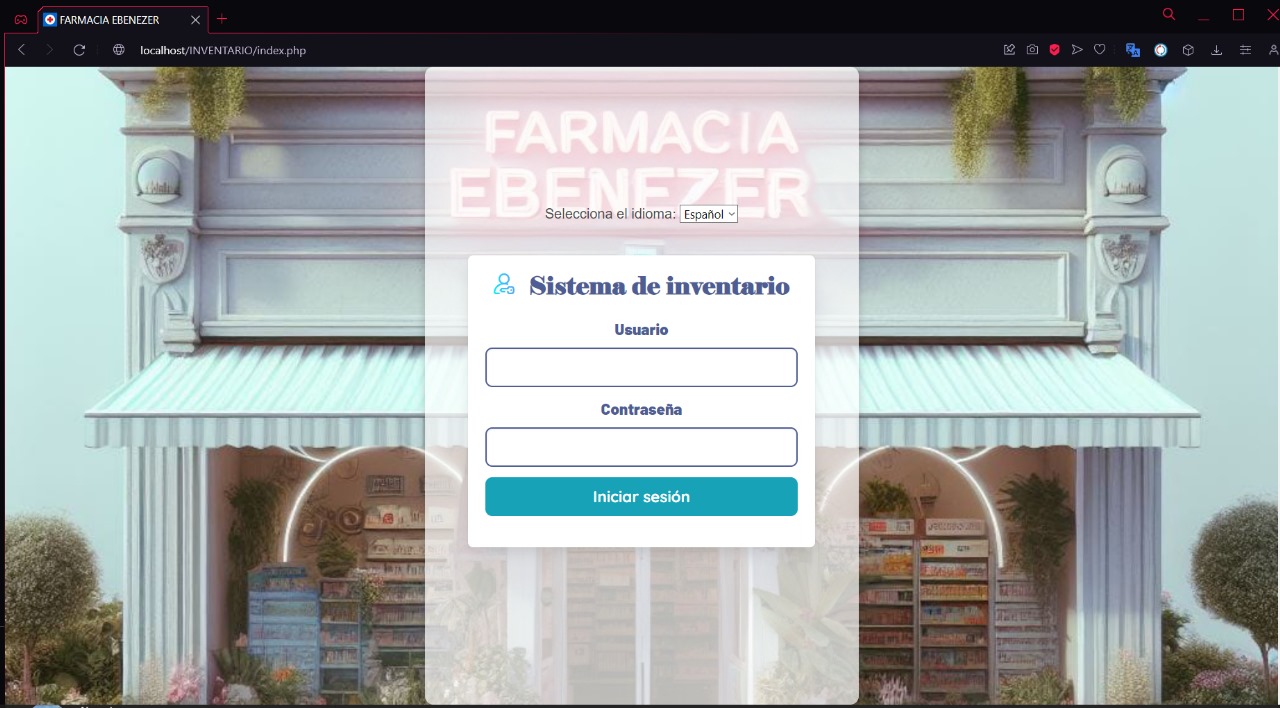 FARMACIA EBENEZER
localhost/INVENTARIO/index.php
FARMACIA
EBENEZER
Selecciona el idioma: Español
Sistema de inventario
Usuario
Contraseña
Iniciar sesión